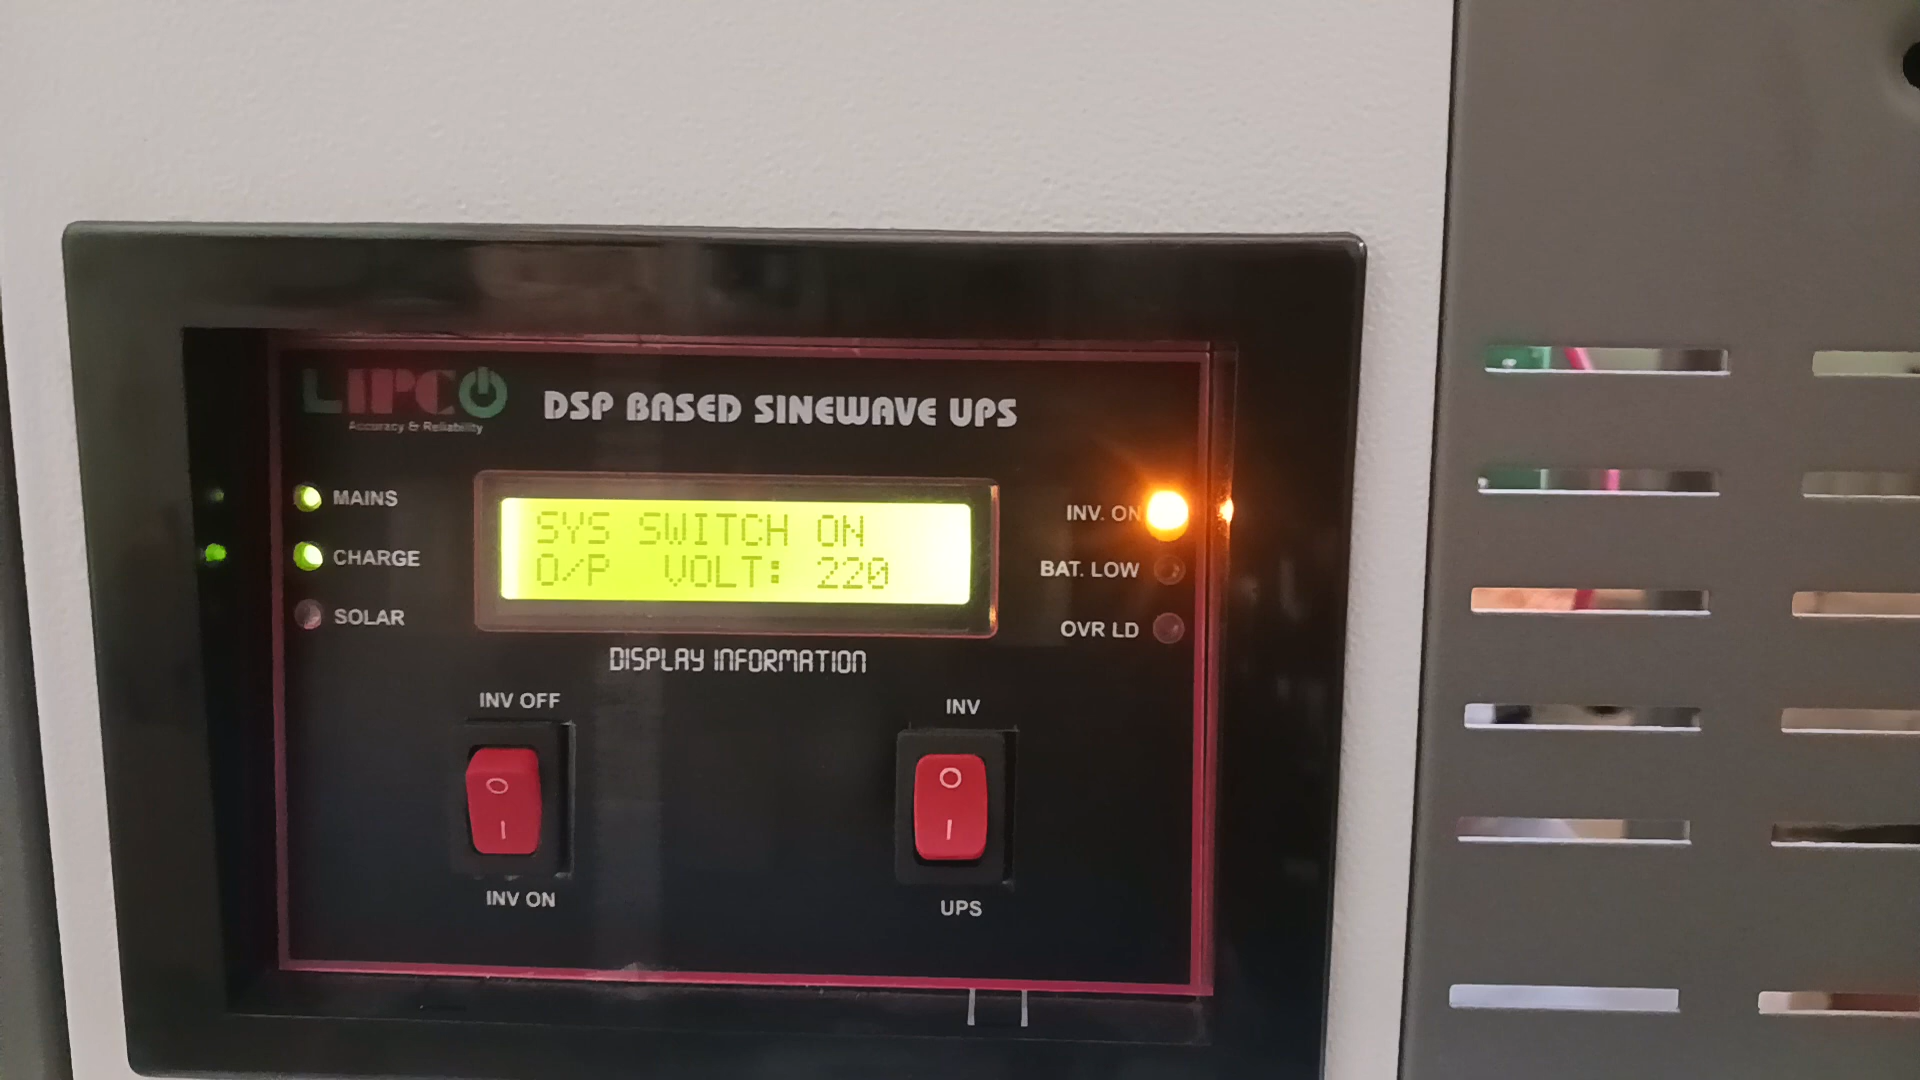 LIPCO
Accuracy & Reliability
DSP BASED SINEWAVE UPS
MAINS
CHARGE
SOLAR
SYS SWITCH ON
O/P VOLT: 220
INV. ON
BAT. LOW
OVR LD
DISPLAY INFORMATION
INV OFF
O
I
INV ON
INV
O
I
UPS